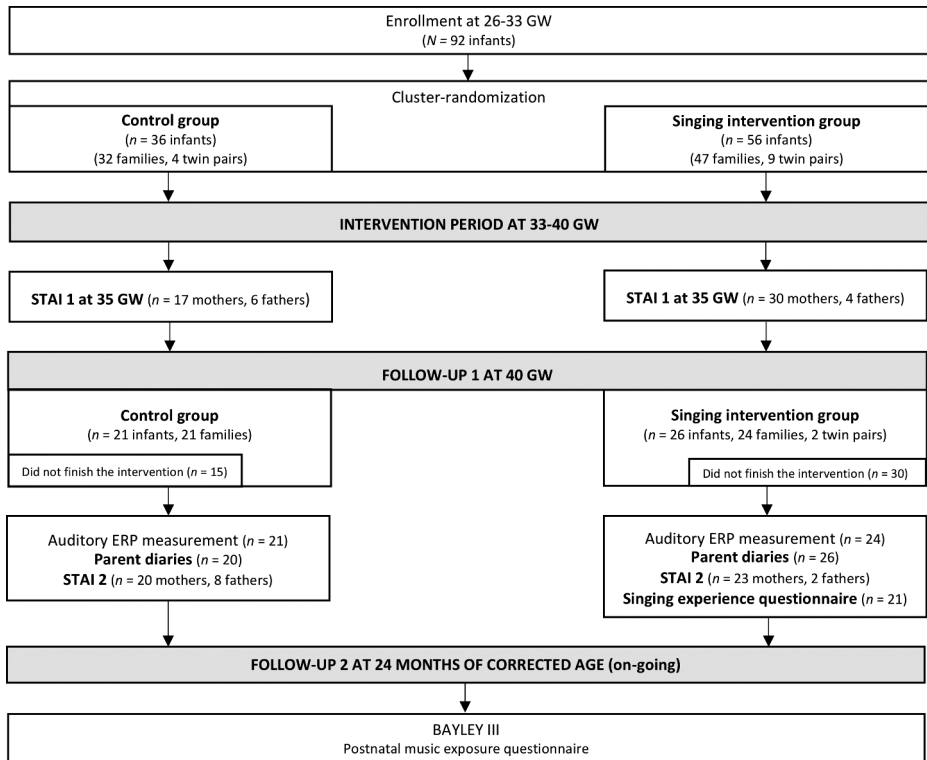 Enrollment at 26-33 GW
(N = 92 infants)
Cluster-randomization
Control group
(n = 36 infants)
(32 families, 4 twin pairs)
Singing intervention group
(n = 56 infants)
(47 families, 9 twin pairs)
INTERVENTION PERIOD AT 33-40 GW
STAI 1 at 35 GW (n = 17 mothers, 6 fathers)
STAI 1 at 35 GW (n = 30 mothers, 4 fathers)
FOLLOW-UP 1 AT 40 GW
Control group
(n = 21 infants, 21 families)
Did not finish the intervention (n = 15)
Singing intervention group
(n = 26 infants, 24 families, 2 twin pairs)
Did not finish the intervention (n = 30)
Auditory ERP measurement (n = 21)
Parent diaries (n = 20)
STAI 2 (n = 20 mothers, 8 fathers)
Auditory ERP measurement (n = 24)
Parent diaries (n = 26)
STAI 2 (n = 23 mothers, 2 fathers)
Singing experience questionnaire (n = 21)
FOLLOW-UP 2 AT 24 MONTHS OF CORRECTED AGE (on-going)
BAYLEY III
Postnatal music exposure questionnaire